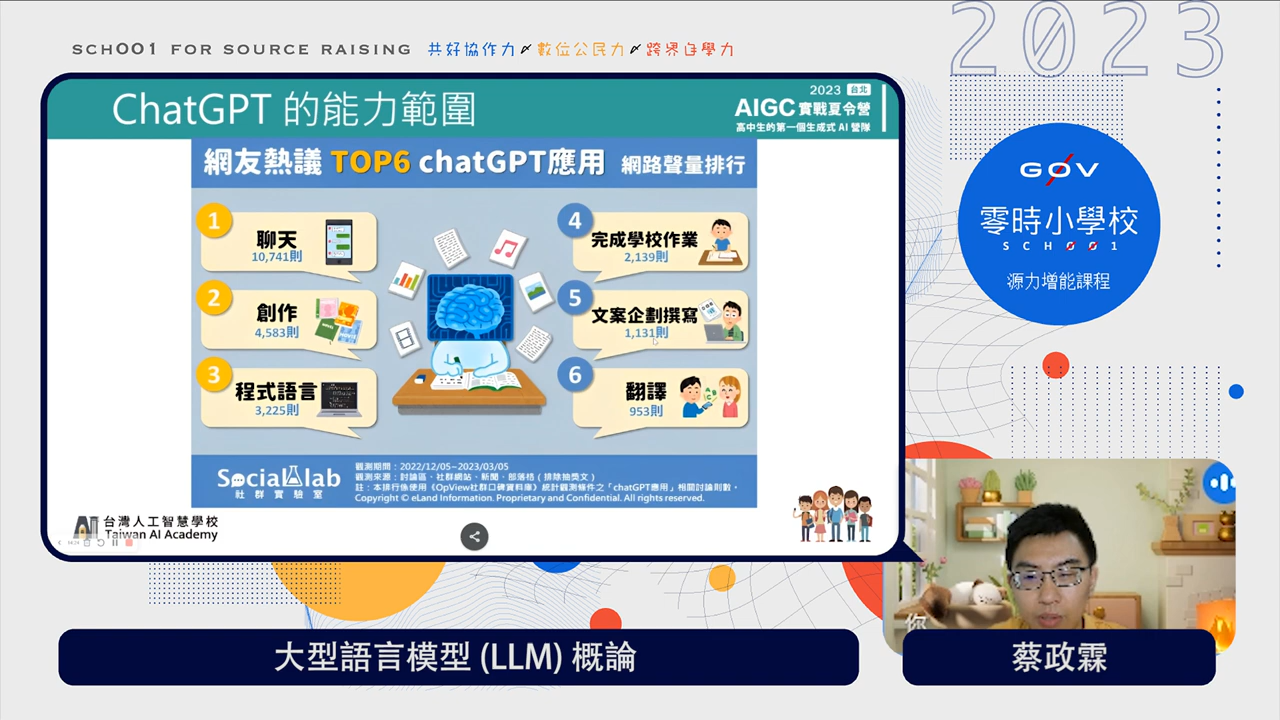 SCH001 FOR SOURCE RAISING 共好協作力 數位公民力 跨界自學力
2023
ChatGPT 的能力範圍
2023 台北
AIGC 實戰夏令營
高中生的第一個生成式 AI 營隊
網友熱議 TOP6 chatGPT應用 網路聲量排行
1
聊天
10,741則
2
創作
4,583則
3
程式語言
3,225則
4
完成學校作業
2,139則
5
文案企劃撰寫
1,131則
6
翻譯
953則
Social lab
社群實驗室
觀測期間：2022/12/05~2023/03/05
觀測來源：討論區、社群網站、新聞、部落格（排除抽獎文）
註：本排行係使用《OpView社群口碑資料庫》統計觀測條件之「chatGPT應用」相關討論則數。
Copyright © eLand Information. Proprietary and Confidential. All rights reserved.
AI 台灣人工智慧學校
Taiwan AI Academy
G0V
零時小學校
SCH001
源力增能課程
你
大型語言模型 (LLM) 概論
蔡政霖